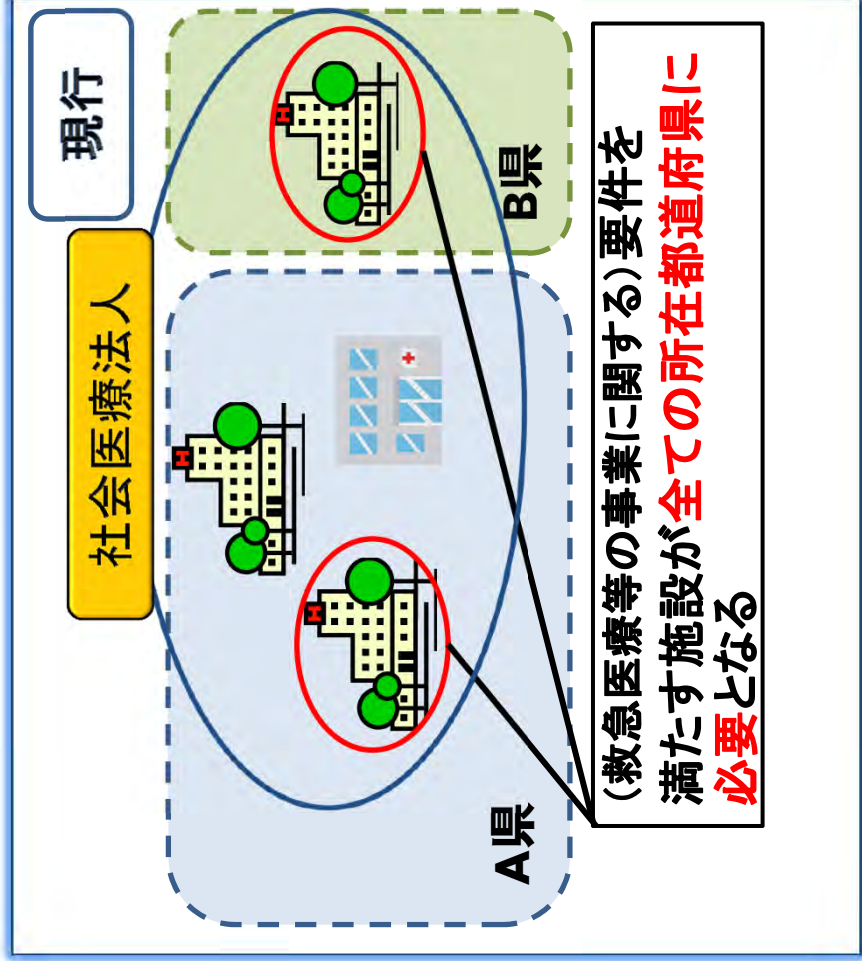 現行
社会医療法人
A県
B県
H
H
H
（救急医療等の事業に関する）要件を
満たす施設が全ての所在都道府県に
必要となる